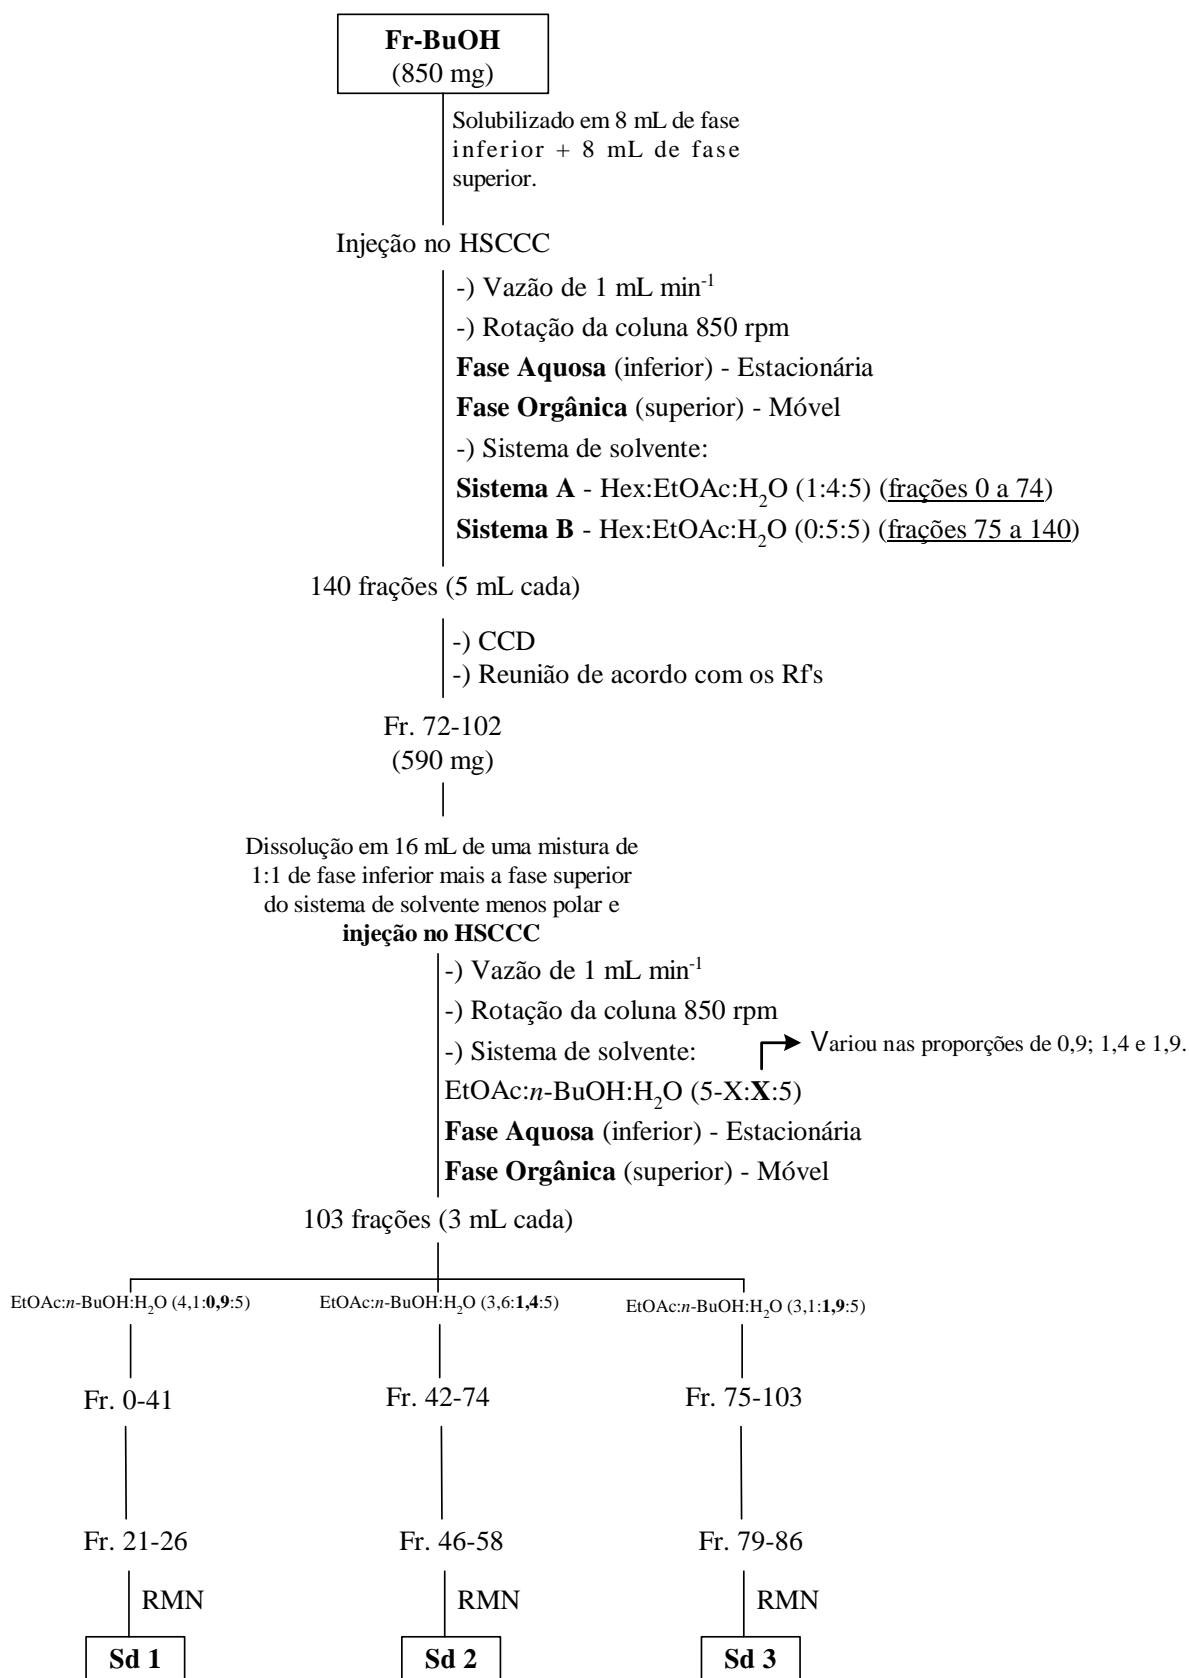 Fr-BuOH
(850 mg)
Solubilizado em 8 mL de fase
inferior + 8 mL de fase
superior.
Injeção no HSCCC
-) Vazão de 1 mL min⁻¹
-) Rotação da coluna 850 rpm
Fase Aquosa (inferior) - Estacionária
Fase Orgânica (superior) - Móvel
-) Sistema de solvente:
Sistema A - Hex:EtOAc:H₂O (1:4:5) (frações 0 a 74)
Sistema B - Hex:EtOAc:H₂O (0:5:5) (frações 75 a 140)
140 frações (5 mL cada)
-) CCD
-) Reunião de acordo com os Rf's
Fr. 72-102
(590 mg)
Dissolução em 16 mL de uma mistura de
1:1 de fase inferior mais a fase superior
do sistema de solvente menos polar e
injeção no HSCCC
-) Vazão de 1 mL min⁻¹
-) Rotação da coluna 850 rpm
-) Sistema de solvente:
Variou nas proporções de 0,9; 1,4 e 1,9.
EtOAc:n-BuOH:H₂O (5-X:X:5)
Fase Aquosa (inferior) - Estacionária
Fase Orgânica (superior) - Móvel
103 frações (3 mL cada)
EtOAc:n-BuOH:H₂O (4,1:0,9:5)
EtOAc:n-BuOH:H₂O (3,6:1,4:5)
EtOAc:n-BuOH:H₂O (3,1:1,9:5)
Fr. 0-41
Fr. 42-74
Fr. 75-103
Fr. 21-26
Fr. 46-58
Fr. 79-86
RMN
RMN
RMN
Sd 1
Sd 2
Sd 3